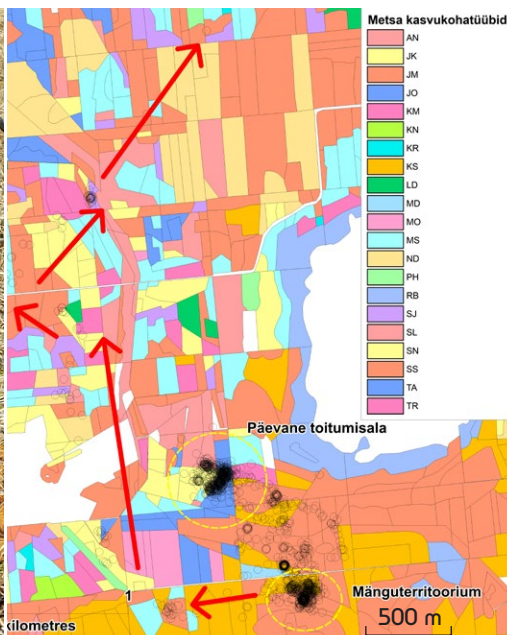 Metsa kasvukohatüübid
AN
JK
JM
JO
KM
KN
KR
KS
LD
MD
MO
MS
ND
PH
RB
SJ
SL
SN
SS
TA
TR
Päevane toitumisala
1
Mänguterritoorium
500 m
kilometres